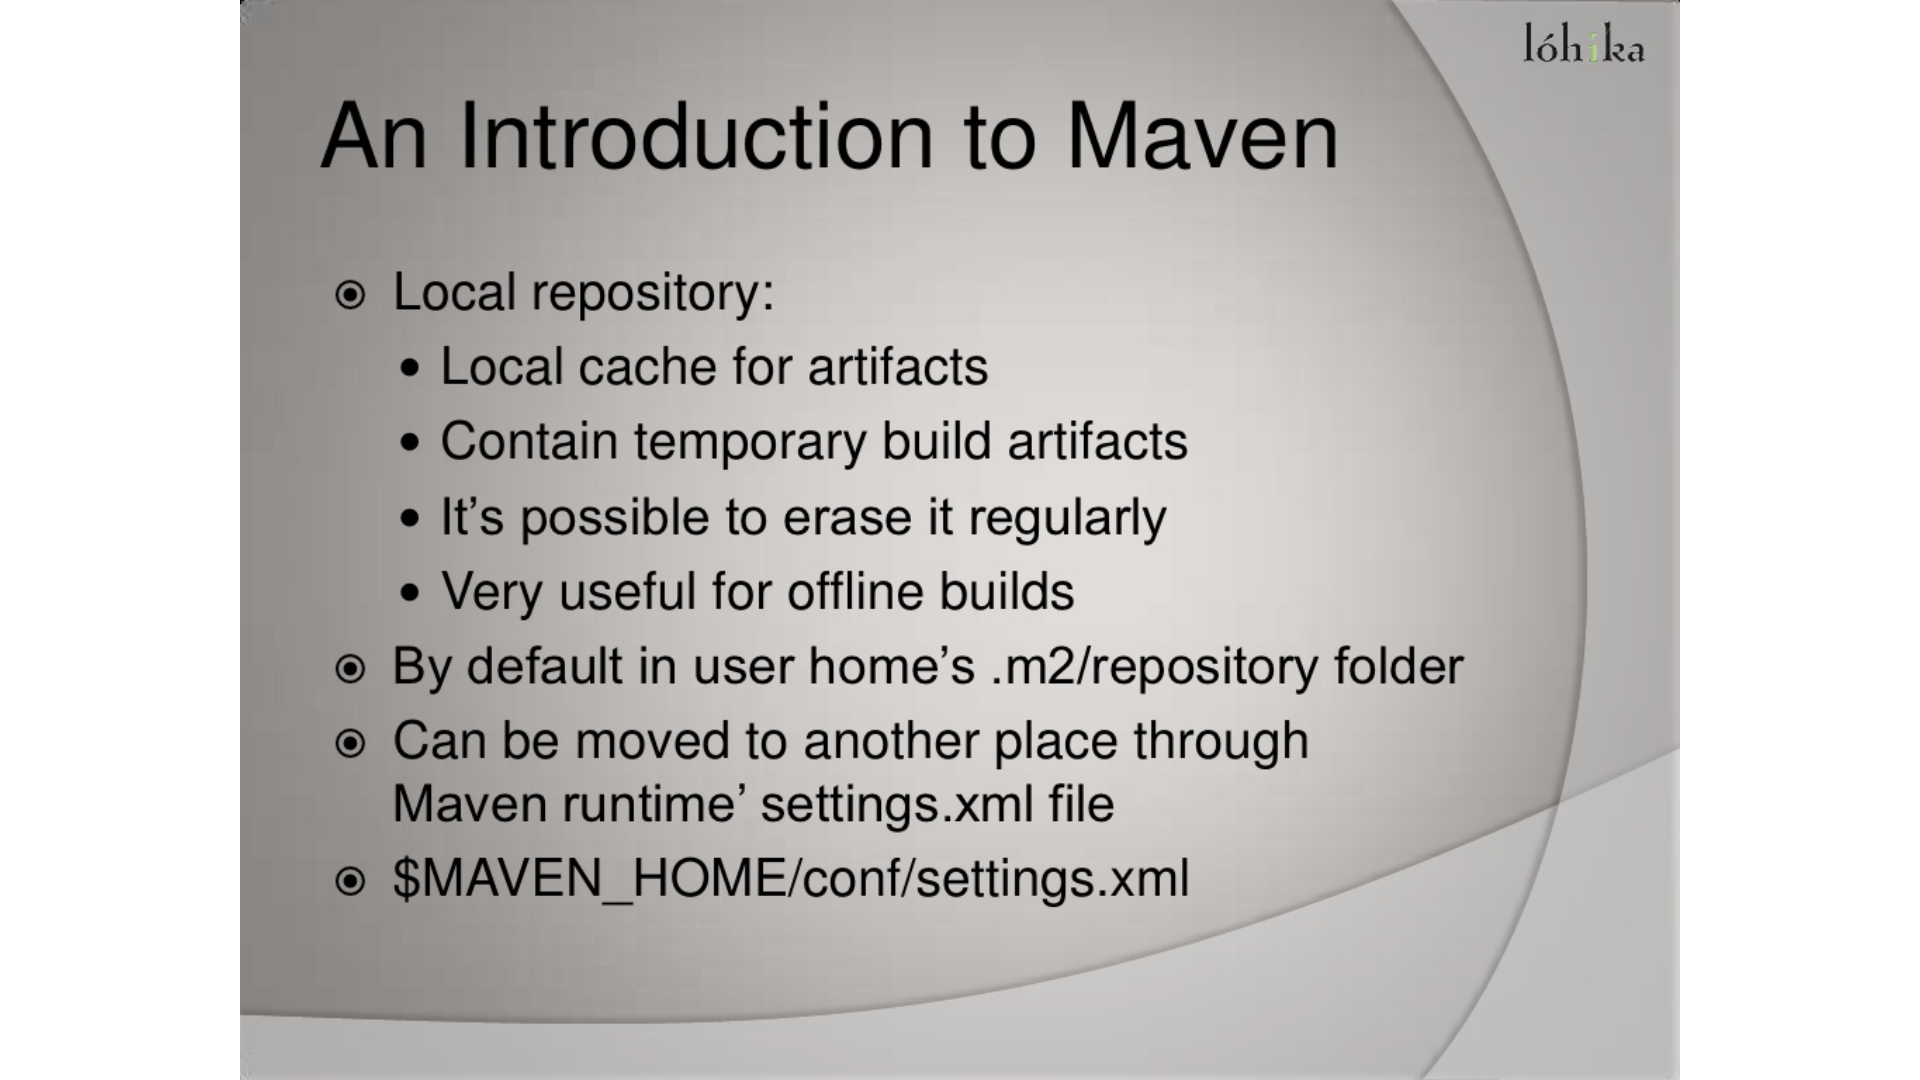 lóhika
An Introduction to Maven
Local repository:
Local cache for artifacts
Contain temporary build artifacts
It’s possible to erase it regularly
Very useful for offline builds
By default in user home’s .m2/repository folder
Can be moved to another place through
Maven runtime’ settings.xml file
$MAVEN_HOME/conf/settings.xml